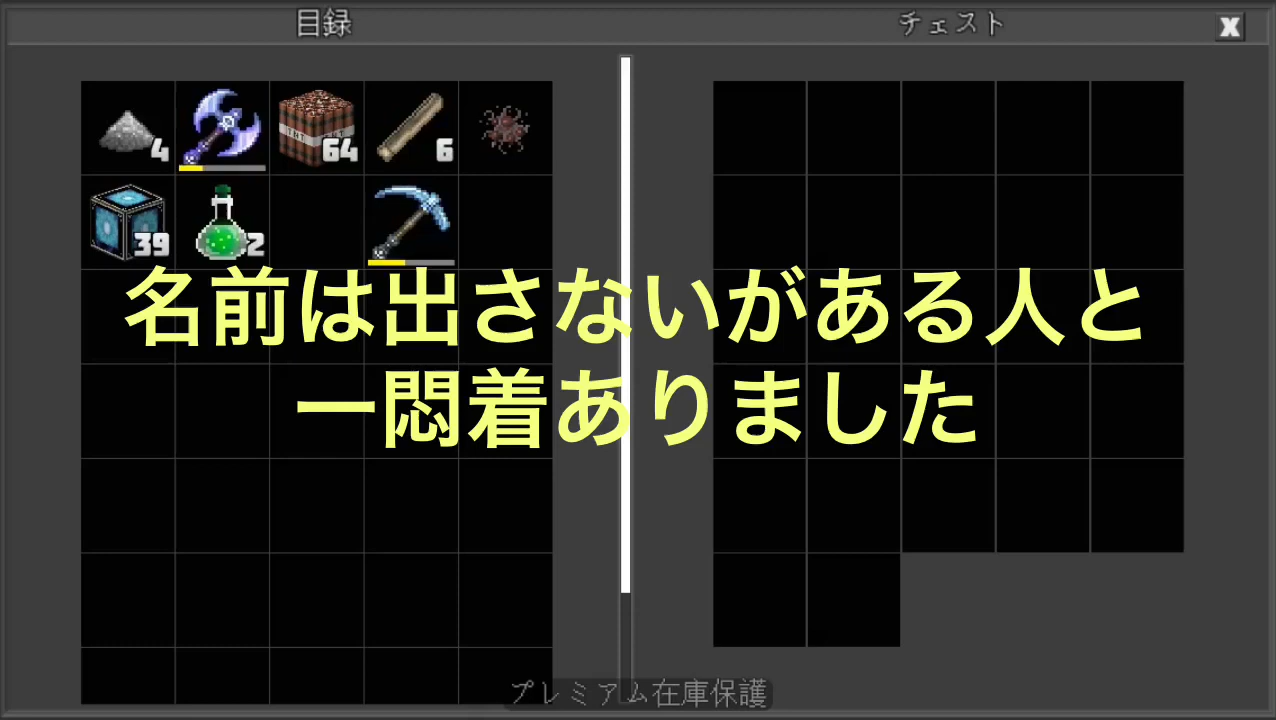 目録
チェスト
X
4
TNT
64
6
39
2
名前は出さないがある人と
一悶着ありました
プレミアム在庫保護